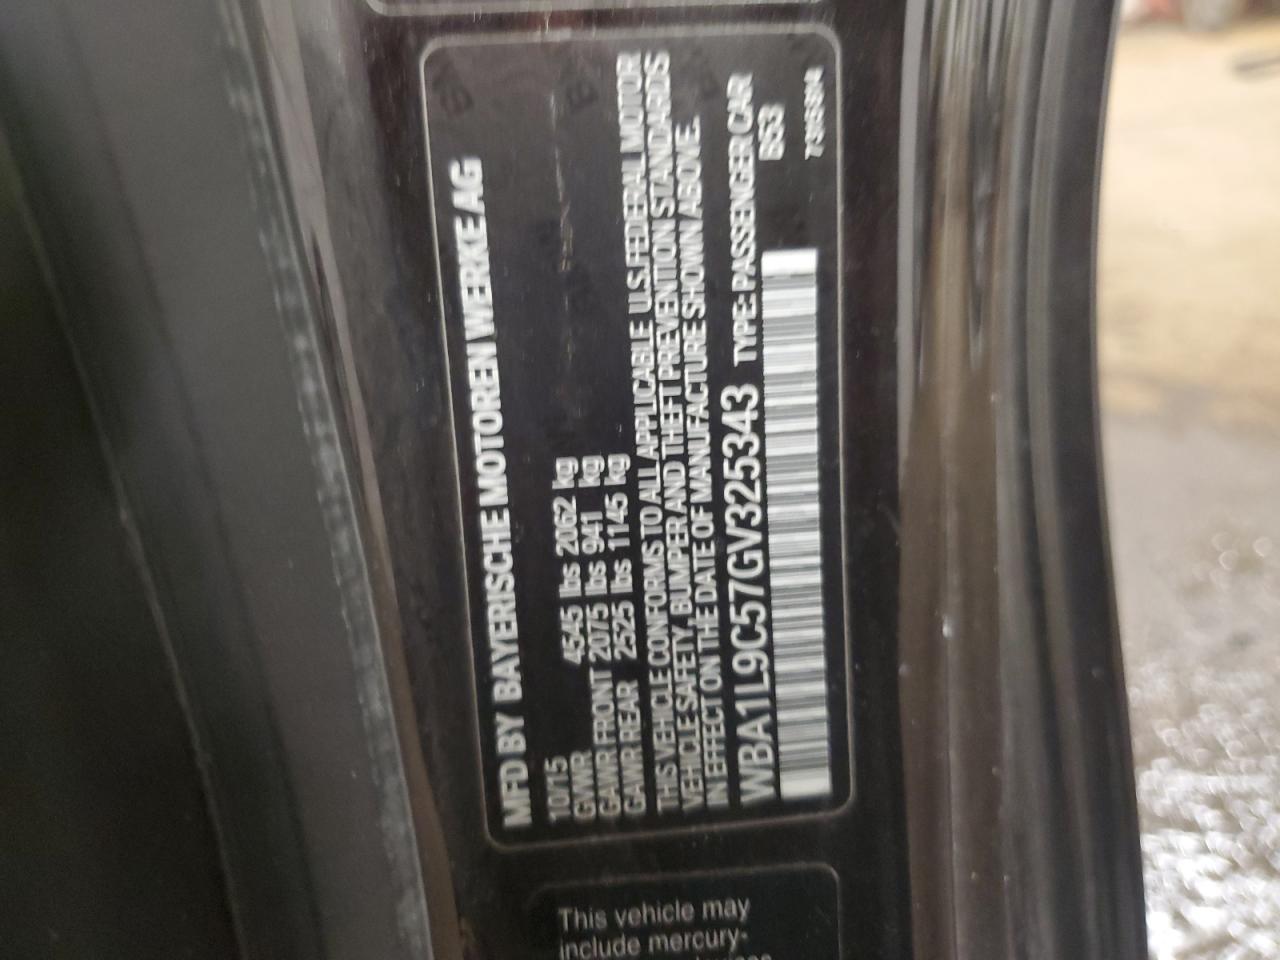 MFD BY BAYERISCHE MOTOREN WERKE AG
10/15
GVWR 4545 lbs 2062 kg
GAWR FRONT 2075 lbs 941 kg
GAWR REAR 2525 lbs 1145 kg
THIS VEHICLE CONFORMS TO ALL APPLICABLE U.S. FEDERAL MOTOR
VEHICLE SAFETY, BUMPER AND THEFT PREVENTION STANDARDS
IN EFFECT ON THE DATE OF MANUFACTURE SHOWN ABOVE.
WBA1L9C57GV325343 TYPE: PASSENGER CAR
This vehicle may
include mercury-